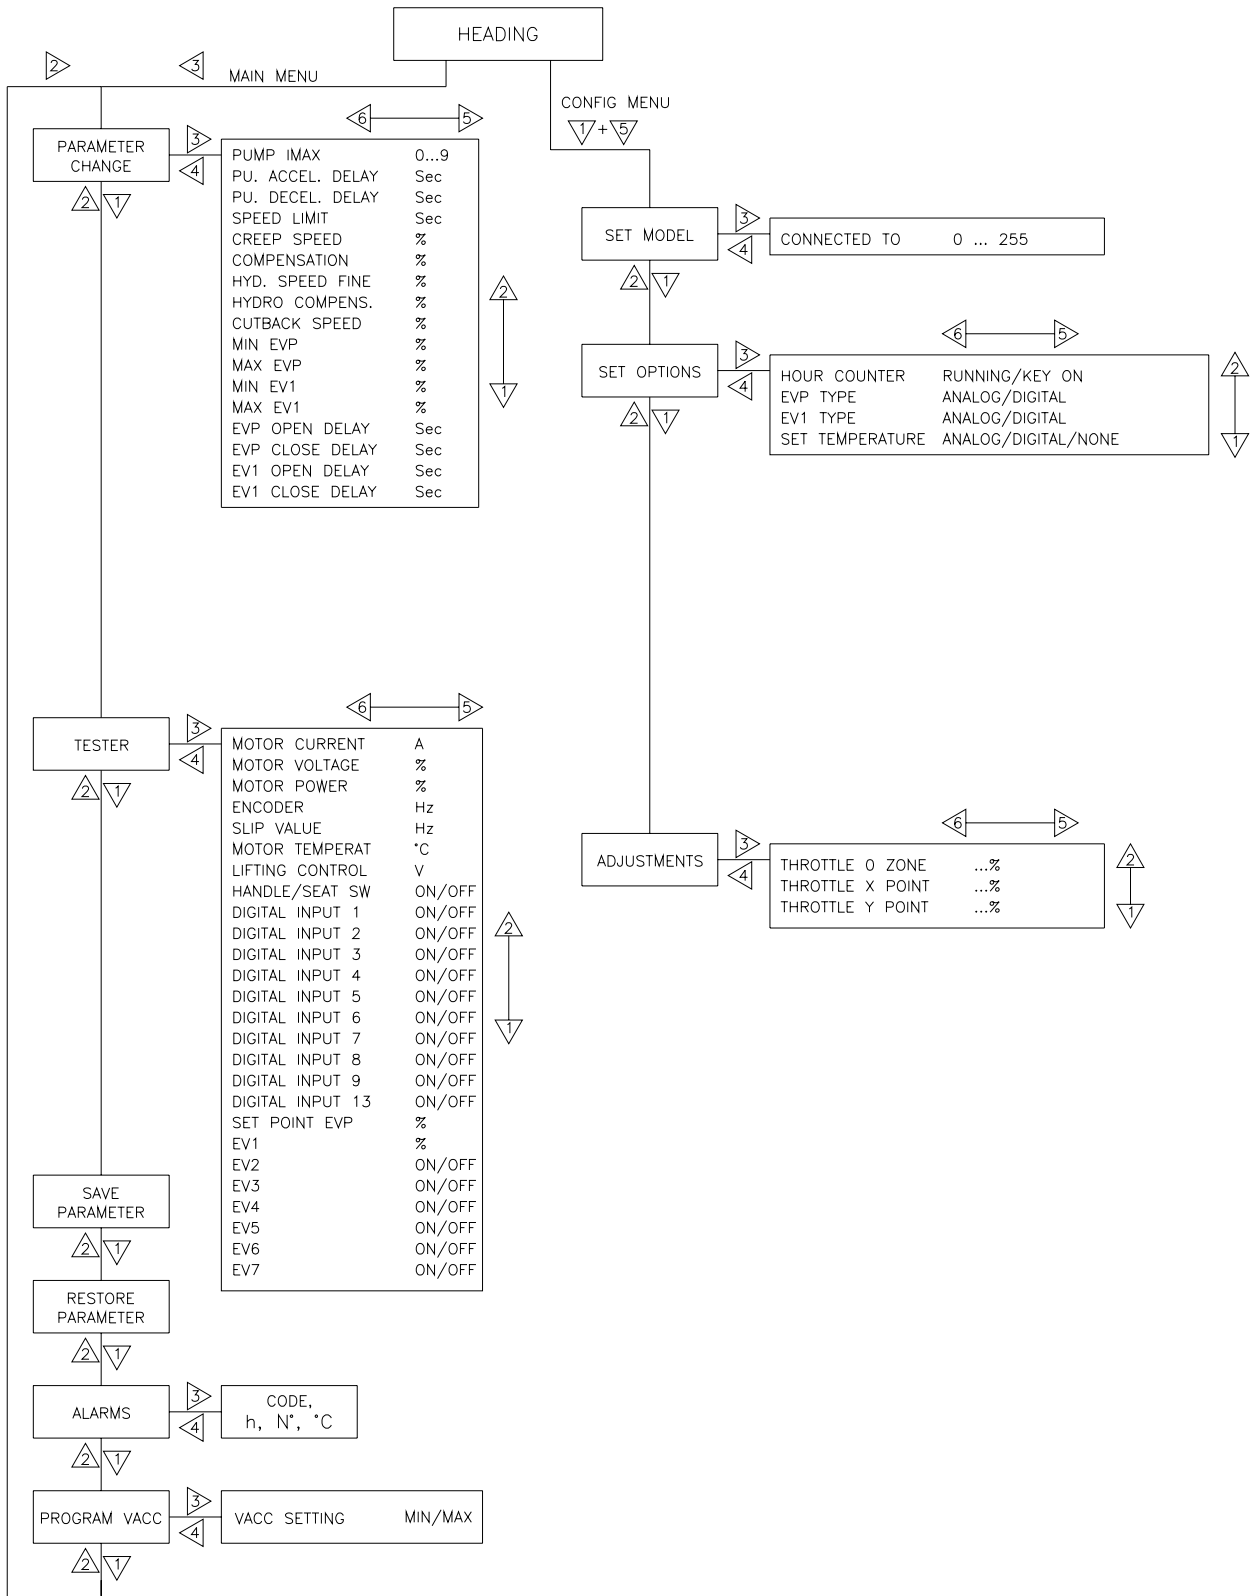 HEADING
2
3
MAIN MENU
CONFIG MENU
1 + 5
PARAMETER
CHANGE
3
4
2 1
6 5
PUMP IMAX 0...9
PU. ACCEL. DELAY Sec
PU. DECEL. DELAY Sec
SPEED LIMIT Sec
CREEP SPEED %
COMPENSATION %
HYD. SPEED FINE %
HYDRO COMPENS. %
CUTBACK SPEED %
MIN EVP %
MAX EVP %
MIN EV1 %
MAX EV1 %
EVP OPEN DELAY Sec
EVP CLOSE DELAY Sec
EV1 OPEN DELAY Sec
EV1 CLOSE DELAY Sec
2
1
SET MODEL
3
4
2 1
CONNECTED TO 0 ... 255
SET OPTIONS
3
4
2 1
6 5
HOUR COUNTER RUNNING/KEY ON
EVP TYPE ANALOG/DIGITAL
EV1 TYPE ANALOG/DIGITAL
SET TEMPERATURE ANALOG/DIGITAL/NONE
2
1
TESTER
3
4
2 1
6 5
MOTOR CURRENT A
MOTOR VOLTAGE %
MOTOR POWER %
ENCODER Hz
SLIP VALUE Hz
MOTOR TEMPERAT °C
LIFTING CONTROL V
HANDLE/SEAT SW ON/OFF
DIGITAL INPUT 1 ON/OFF
DIGITAL INPUT 2 ON/OFF
DIGITAL INPUT 3 ON/OFF
DIGITAL INPUT 4 ON/OFF
DIGITAL INPUT 5 ON/OFF
DIGITAL INPUT 6 ON/OFF
DIGITAL INPUT 7 ON/OFF
DIGITAL INPUT 8 ON/OFF
DIGITAL INPUT 9 ON/OFF
DIGITAL INPUT 13 ON/OFF
SET POINT EVP %
EV1 %
EV2 ON/OFF
EV3 ON/OFF
EV4 ON/OFF
EV5 ON/OFF
EV6 ON/OFF
EV7 ON/OFF
2
1
ADJUSTMENTS
3
4
6 5
THROTTLE 0 ZONE ...%
THROTTLE X POINT ...%
THROTTLE Y POINT ...%
2
1
SAVE
PARAMETER
2 1
RESTORE
PARAMETER
2 1
ALARMS
3
4
CODE,
h, N°, °C
2 1
PROGRAM VACC
3
4
VACC SETTING MIN/MAX
2 1